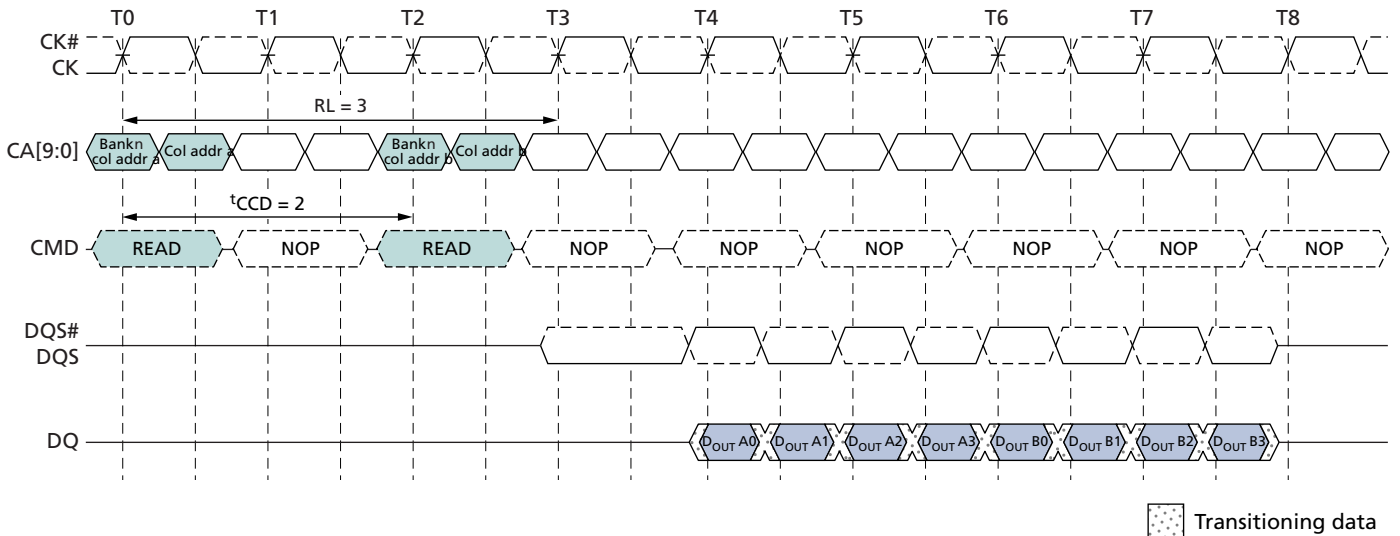 T0 T1 T2 T3 T4 T5 T6 T7 T8
CK#
CK
RL = 3
CA[9:0]
Bankn
col addr a
Col addr a
Bankn
col addr b
Col addr b
tCCD = 2
CMD READ NOP READ NOP NOP NOP NOP NOP NOP
DQS#
DQS
DQ DOUT A0 DOUT A1 DOUT A2 DOUT A3 DOUT B0 DOUT B1 DOUT B2 DOUT B3
Transitioning data